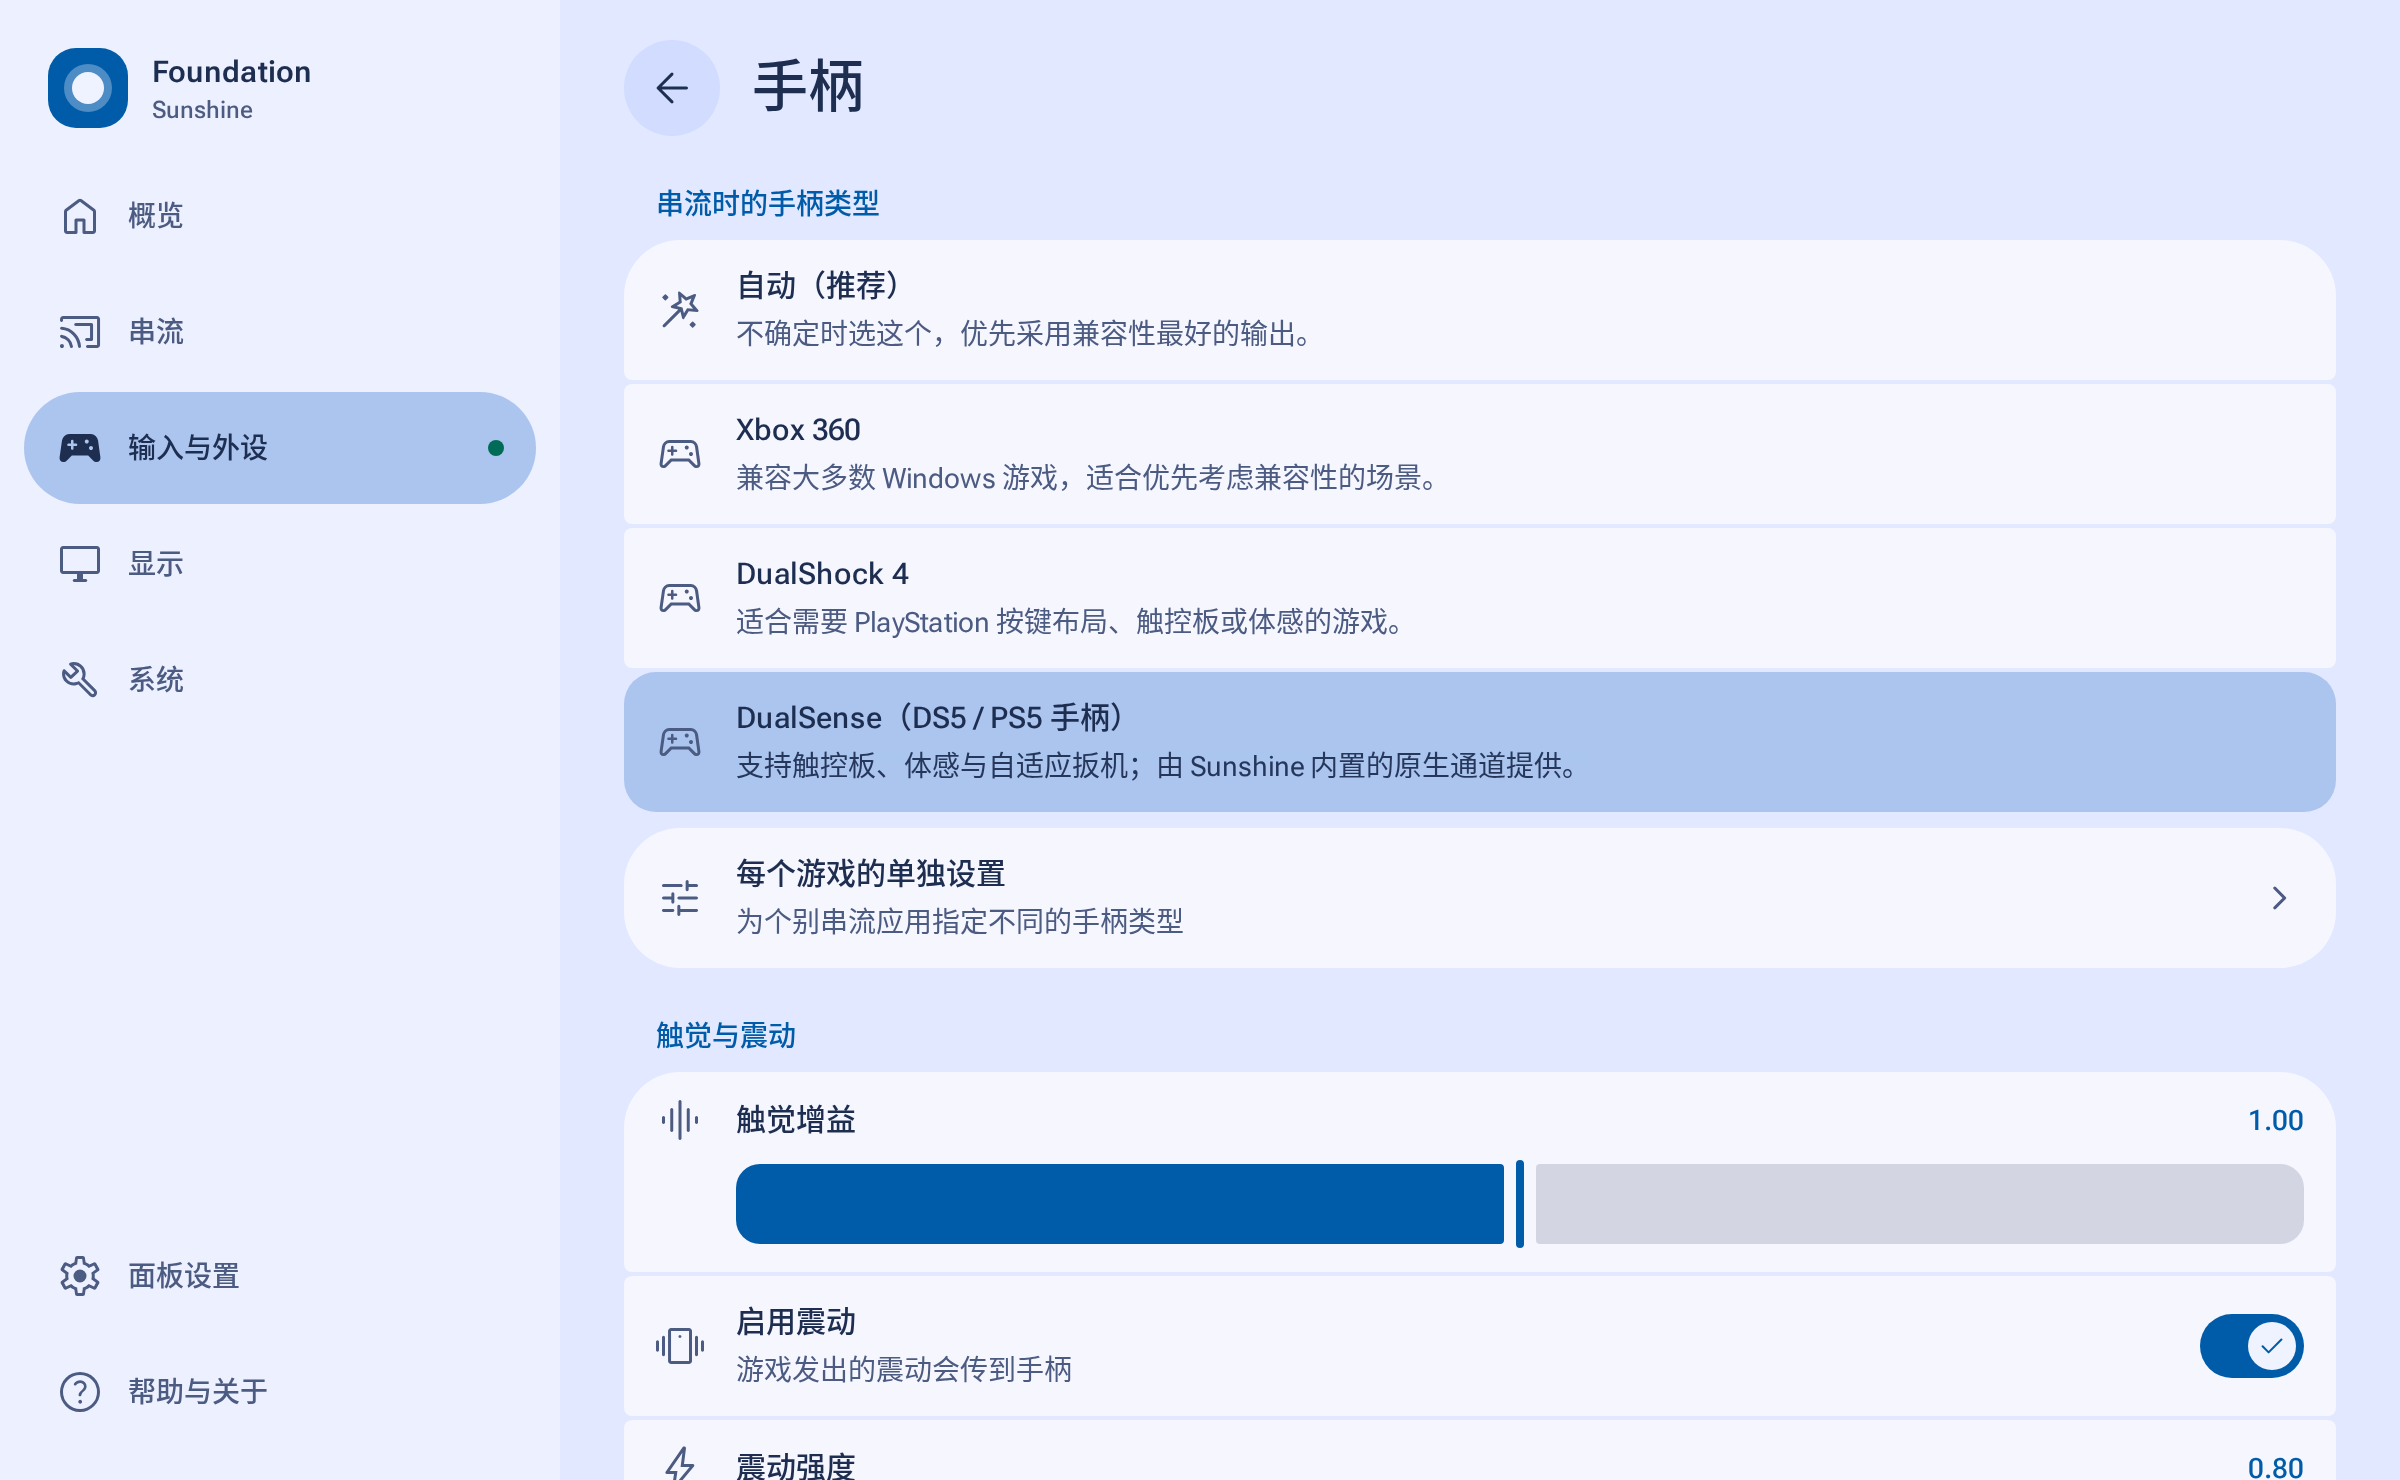 Foundation
Sunshine
概览
串流
输入与外设
显示
系统
面板设置
帮助与关于
手柄
串流时的手柄类型
自动（推荐）
不确定时选这个，优先采用兼容性最好的输出。
Xbox 360
兼容大多数 Windows 游戏，适合优先考虑兼容性的场景。
DualShock 4
适合需要 PlayStation 按键布局、触控板或体感的游戏。
DualSense（DS5 / PS5 手柄）
支持触控板、体感与自适应扳机；由 Sunshine 内置的原生通道提供。
每个游戏的单独设置
为个别串流应用指定不同的手柄类型
触觉与震动
触觉增益
1.00
启用震动
游戏发出的震动会传到手柄
震动强度
0.80